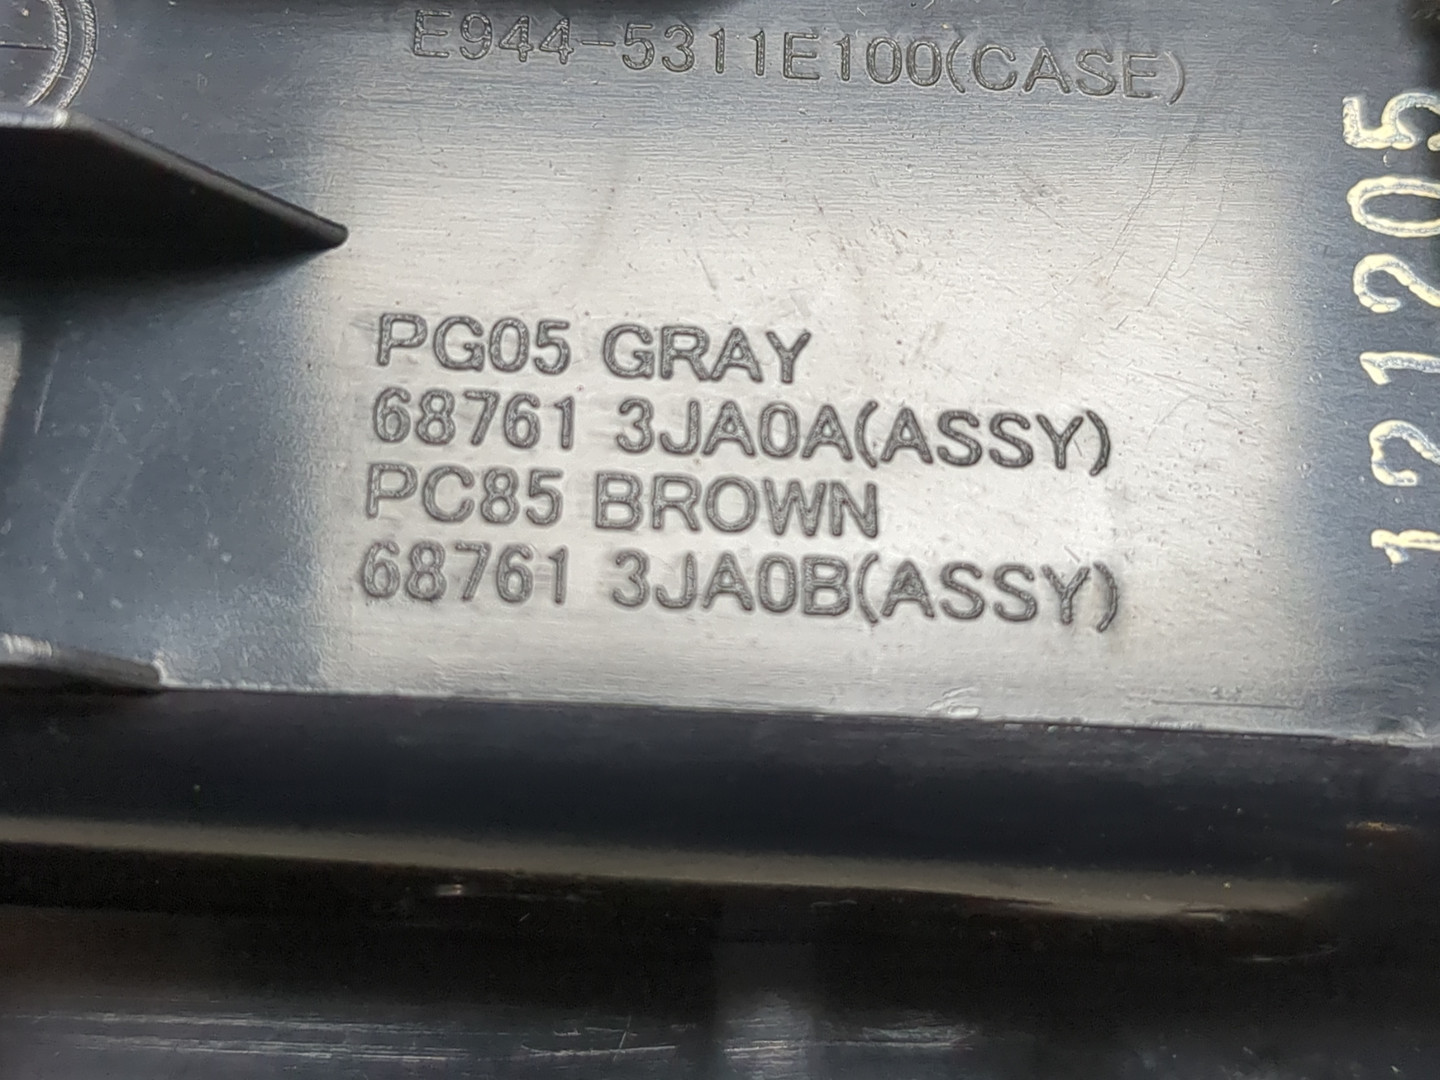 E944-5311E100(CASE)
PG05 GRAY
68761 3JA0A(ASSY)
PC85 BROWN
68761 3JA0B(ASSY)
121205